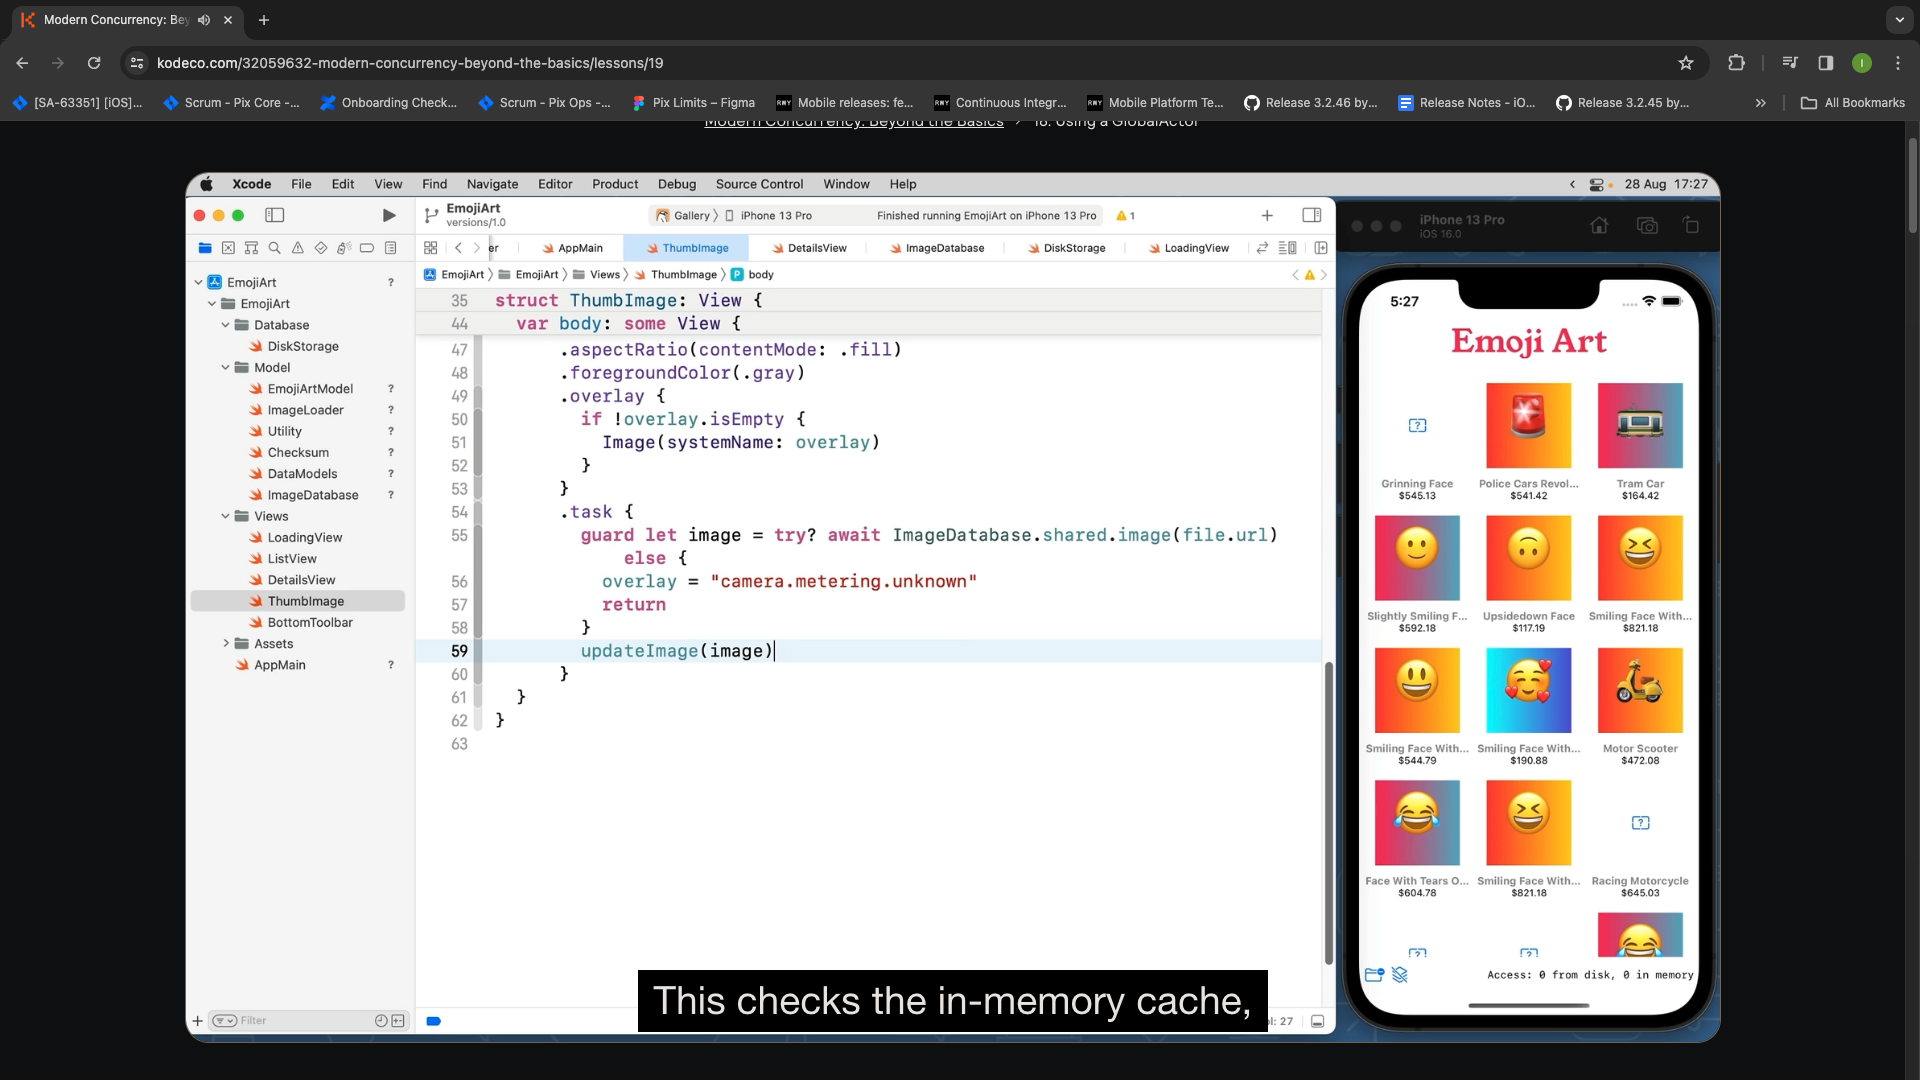 Modern Concurrency: Bey
kodeco.com/32059632-modern-concurrency-beyond-the-basics/lessons/19
I
[SA-63351] [iOS]...
Scrum - Pix Core -...
Onboarding Check...
Scrum - Pix Ops -...
Pix Limits – Figma
RWY
Mobile releases: fe...
RWY
Continuous Integr...
RWY
Mobile Platform Te...
Release 3.2.46 by...
Release Notes - iO...
Release 3.2.45 by...
All Bookmarks
Modern Concurrency: Beyond the Basics
Using a GlobalActor
Xcode File Edit View Find Navigate Editor Product Debug Source Control Window Help
28 Aug 17:27
EmojiArt
versions/1.0
Gallery
iPhone 13 Pro
Finished running EmojiArt on iPhone 13 Pro
1
er
AppMain
ThumbImage
DetailsView
ImageDatabase
DiskStorage
LoadingView
EmojiArt
EmojiArt
Views
ThumbImage
P body
EmojiArt ?
EmojiArt
Database
DiskStorage
Model
EmojiArtModel ?
ImageLoader ?
Utility ?
Checksum ?
DataModels ?
ImageDatabase ?
Views
LoadingView
ListView
DetailsView
ThumbImage
BottomToolbar
Assets
AppMain ?
Filter
35 struct ThumbImage: View {
44 var body: some View {
47 .aspectRatio(contentMode: .fill)
48 .foregroundColor(.gray)
49 .overlay {
50 if !overlay.isEmpty {
51 Image(systemName: overlay)
52 }
53 }
54 .task {
55 guard let image = try? await ImageDatabase.shared.image(file.url)
else {
56 overlay = "camera.metering.unknown"
57 return
58 }
59 updateImage(image)
60 }
61 }
62 }
63
l: 27
This checks the in-memory cache,
iPhone 13 Pro
iOS 16.0
5:27
Emoji Art
Grinning Face
$545.13
Police Cars Revol...
$541.42
Tram Car
$164.42
Slightly Smiling F...
$592.18
Upsidedown Face
$117.19
Smiling Face With...
$821.18
Smiling Face With...
$544.79
Smiling Face With...
$190.88
Motor Scooter
$472.08
Face With Tears O...
$604.78
Smiling Face With...
$821.18
Racing Motorcycle
$645.03
Access: 0 from disk, 0 in memory